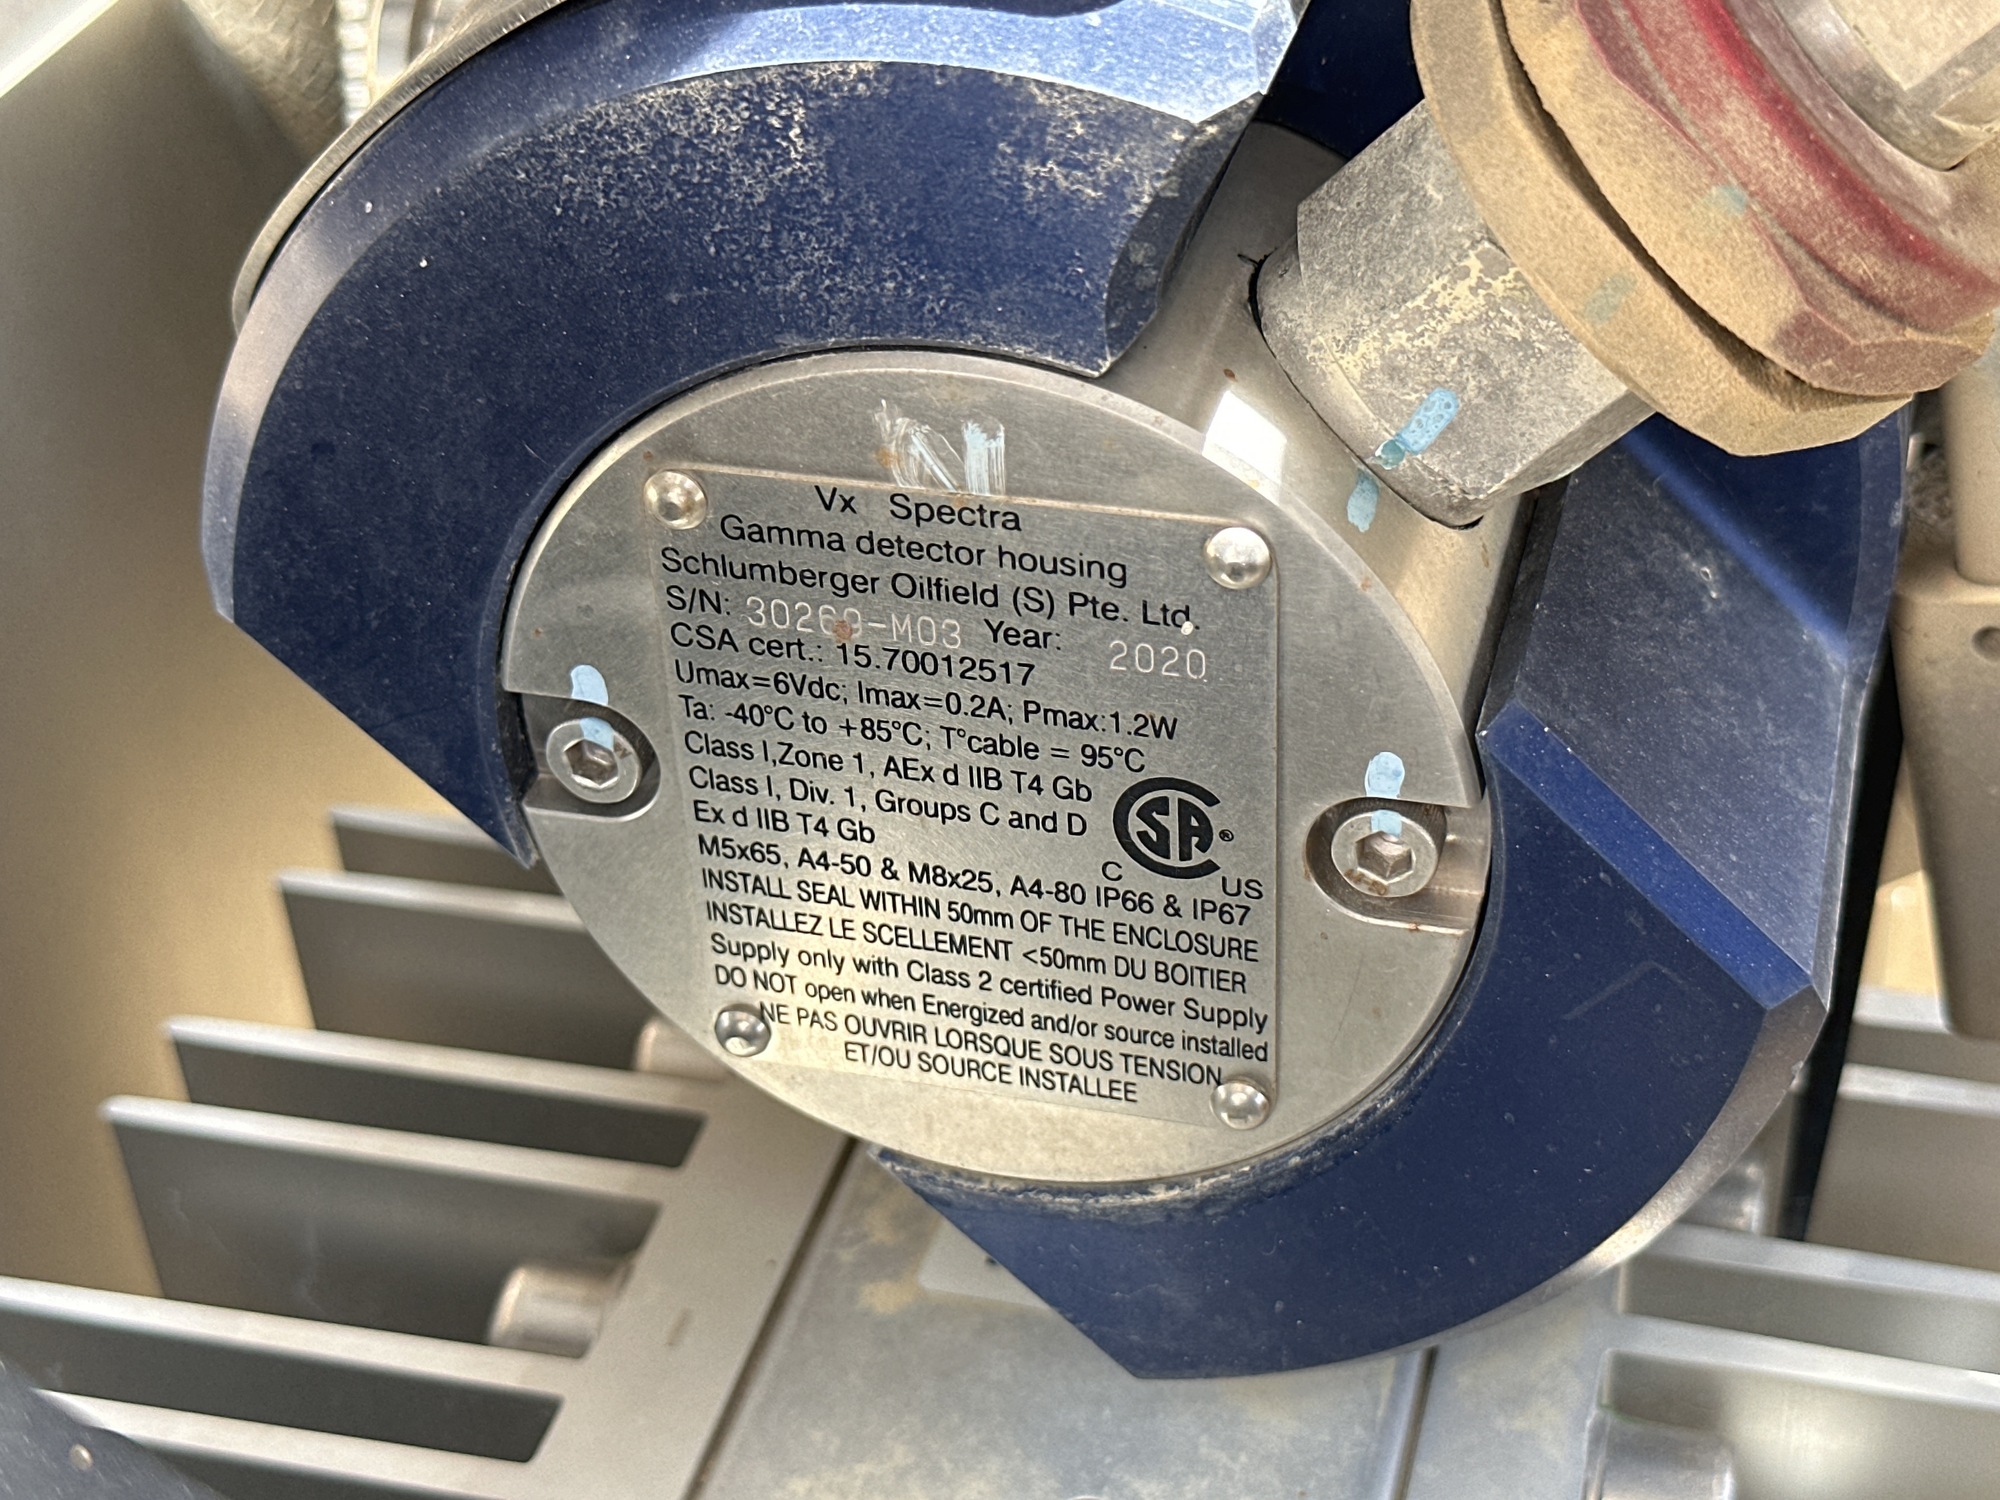 Vx Spectra
Gamma detector housing
Schlumberger Oilfield (S) Pte. Ltd.
S/N: Year: 2020
CSA cert.: 15.70012517
Umax=6Vdc; Imax=0.2A; Pmax:1.2W
Ta: -40°C to +85°C; T°cable = 95°C
Class I,Zone 1, AEx d IIB T4 Gb
Class I, Div. 1, Groups C and D
Ex d IIB T4 Gb
CSA®
C US
M5x65, A4-50 & M8x25, A4-80 IP66 & IP67
INSTALL SEAL WITHIN 50mm OF THE ENCLOSURE
INSTALLEZ LE SCELLEMENT <50mm DU BOITIER
Supply only with Class 2 certified Power Supply
DO NOT open when Energized and/or source installed
NE PAS OUVRIR LORSQUE SOUS TENSION
ET/OU SOURCE INSTALLEE